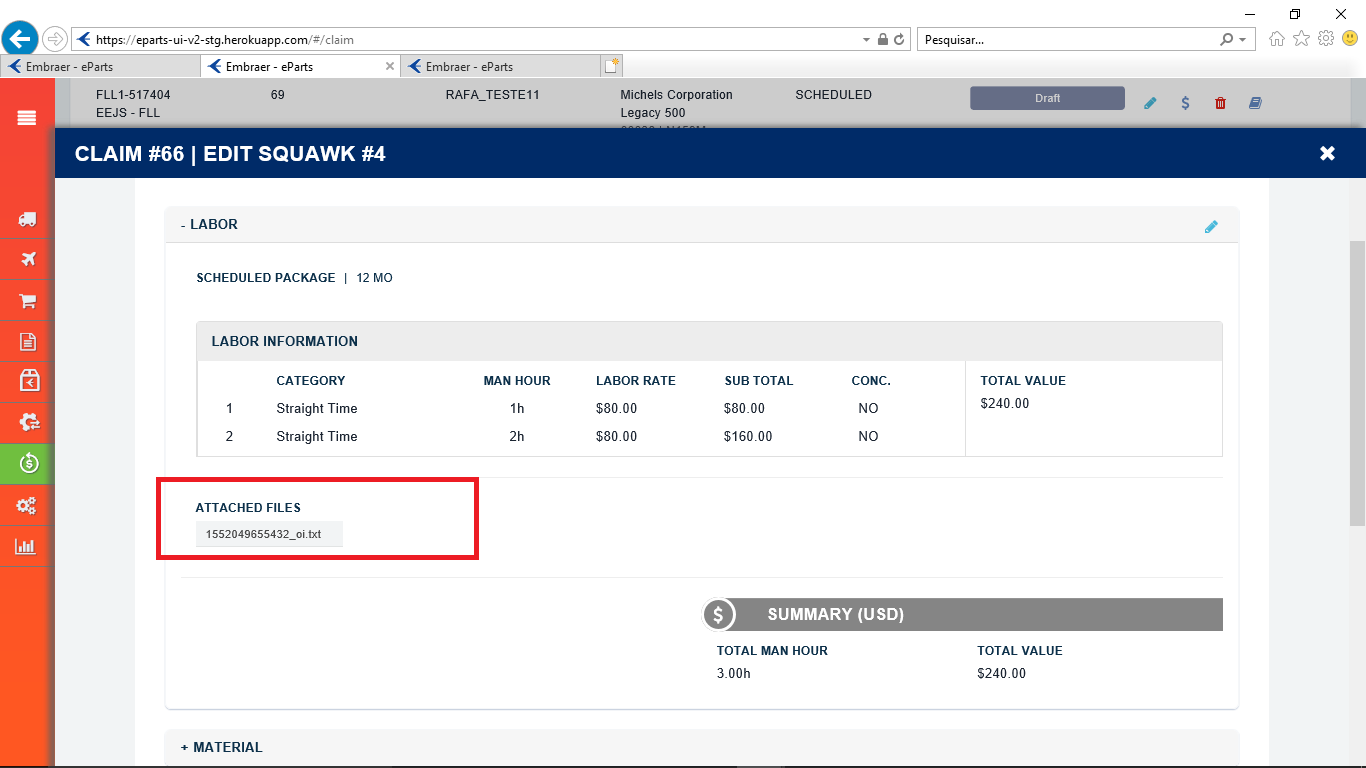 https://eparts-ui-v2-stg.herokuapp.com/#/claim
Pesquisar...
Embraer - eParts
Embraer - eParts
Embraer - eParts
FLL1-517404 69 RAFA_TESTE11 Michels Corporation SCHEDULED Draft
EEJS - FLL Legacy 500
CLAIM #66 | EDIT SQUAWK #4
- LABOR
SCHEDULED PACKAGE | 12 MO
LABOR INFORMATION
CATEGORY MAN HOUR LABOR RATE SUB TOTAL CONC. TOTAL VALUE
$240.00
1 Straight Time 1h $80.00 $80.00 NO
2 Straight Time 2h $80.00 $160.00 NO
ATTACHED FILES
1552049655432_oi.txt
$ SUMMARY (USD)
TOTAL MAN HOUR TOTAL VALUE
3.00h $240.00
+ MATERIAL